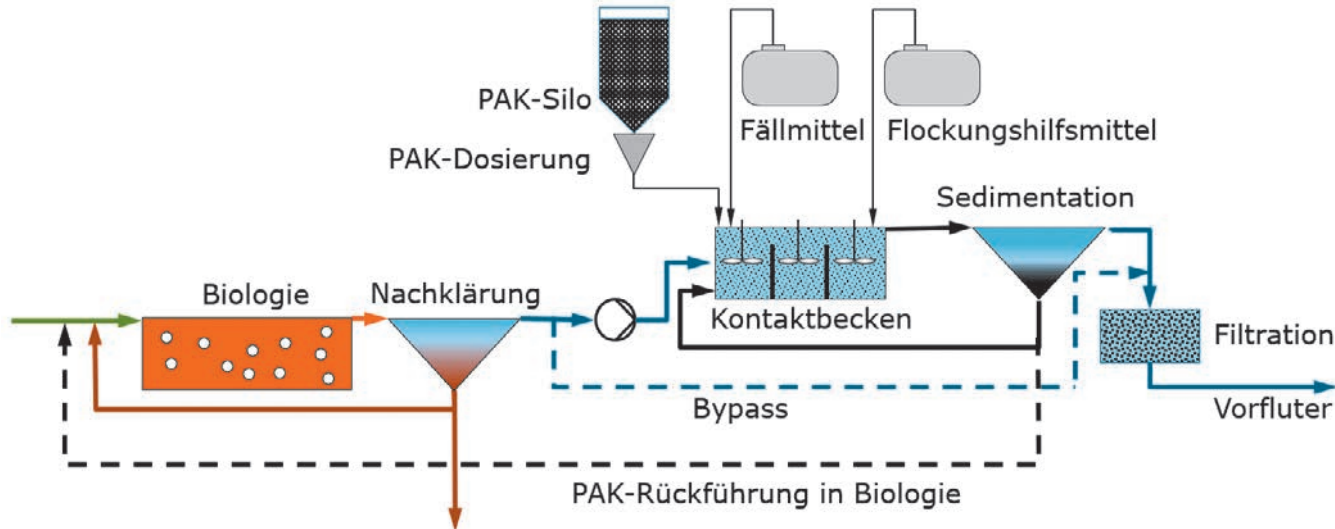 PAK-Silo
Fällmittel
Flockungshilfsmittel
PAK-Dosierung
Sedimentation
Biologie
Nachklärung
Kontaktbecken
Filtration
Bypass
Vorfluter
PAK-Rückführung in Biologie